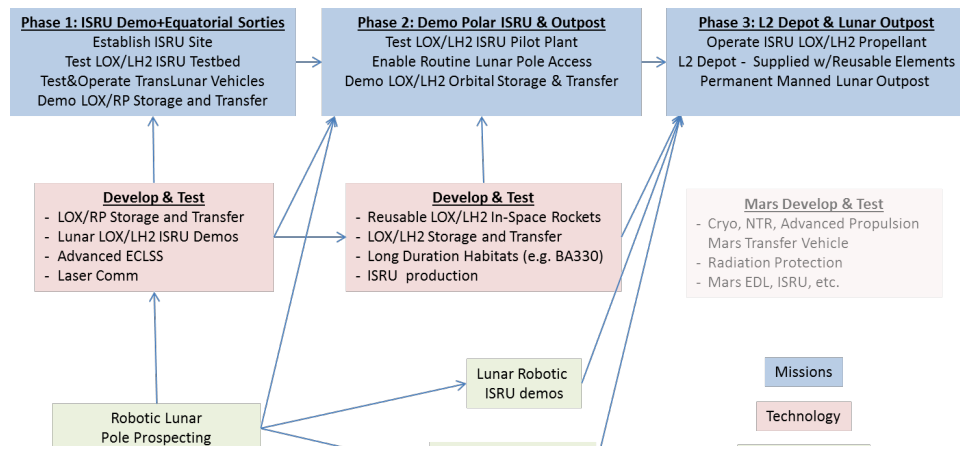 Phase 1: ISRU Demo+Equatorial Sorties
Establish ISRU Site
Test LOX/LH2 ISRU Testbed
Test&Operate TransLunar Vehicles
Demo LOX/RP Storage and Transfer
Phase 2: Demo Polar ISRU & Outpost
Test LOX/LH2 ISRU Pilot Plant
Enable Routine Lunar Pole Access
Demo LOX/LH2 Orbital Storage & Transfer
Phase 3: L2 Depot & Lunar Outpost
Operate ISRU LOX/LH2 Propellant
L2 Depot - Supplied w/Reusable Elements
Permanent Manned Lunar Outpost
Develop & Test
- LOX/RP Storage and Transfer
- Lunar LOX/LH2 ISRU Demos
- Advanced ECLSS
- Laser Comm
Develop & Test
- Reusable LOX/LH2 In-Space Rockets
- LOX/LH2 Storage and Transfer
- Long Duration Habitats (e.g. BA330)
- ISRU production
Mars Develop & Test
- Cryo, NTR, Advanced Propulsion
Mars Transfer Vehicle
- Radiation Protection
- Mars EDL, ISRU, etc.
Lunar Robotic
ISRU demos
Missions
Robotic Lunar
Pole Prospecting
Technology